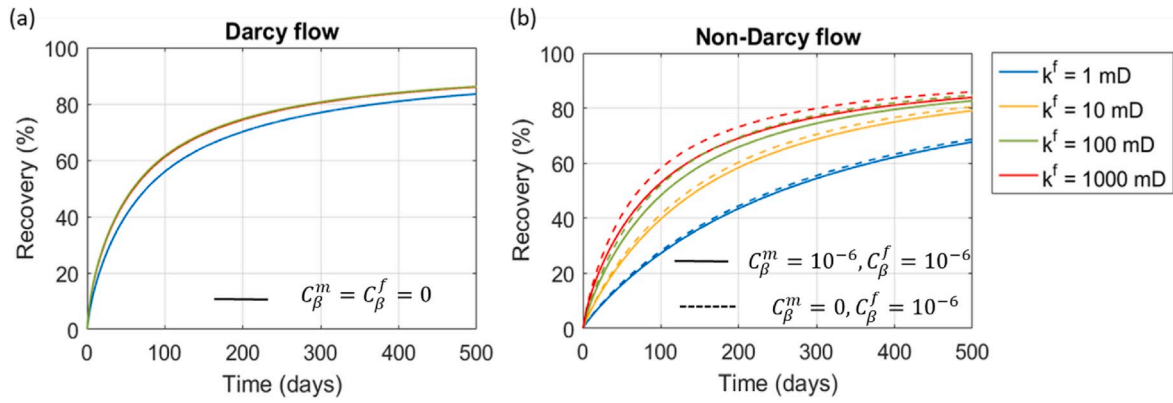 (a)
Darcy flow
100
80
60
40
20
0
Recovery (%)
0 100 200 300 400 500
Time (days)
C_β^m = C_β^f = 0
(b)
Non-Darcy flow
100
80
60
40
20
0
Recovery (%)
0 100 200 300 400 500
Time (days)
C_β^m = 10^{-6}, C_β^f = 10^{-6}
C_β^m = 0, C_β^f = 10^{-6}
k^f = 1 mD
k^f = 10 mD
k^f = 100 mD
k^f = 1000 mD